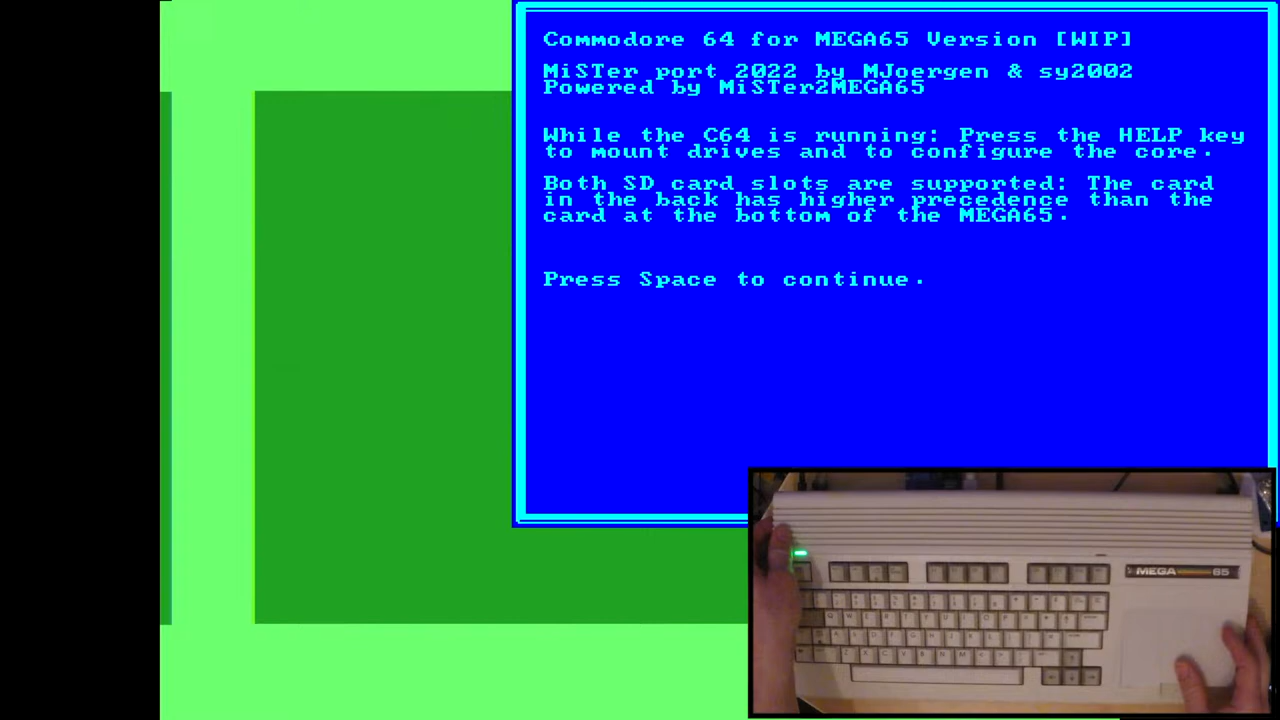 Commodore 64 for MEGA65 Version [WIP]
MiSTer port 2022 by MJoergen & sy2002
Powered by MiSTer2MEGA65
While the C64 is running: Press the HELP key
to mount drives and to configure the core.
Both SD card slots are supported: The card
in the back has higher precedence than the
card at the bottom of the MEGA65.
Press Space to continue.
MEGA 65